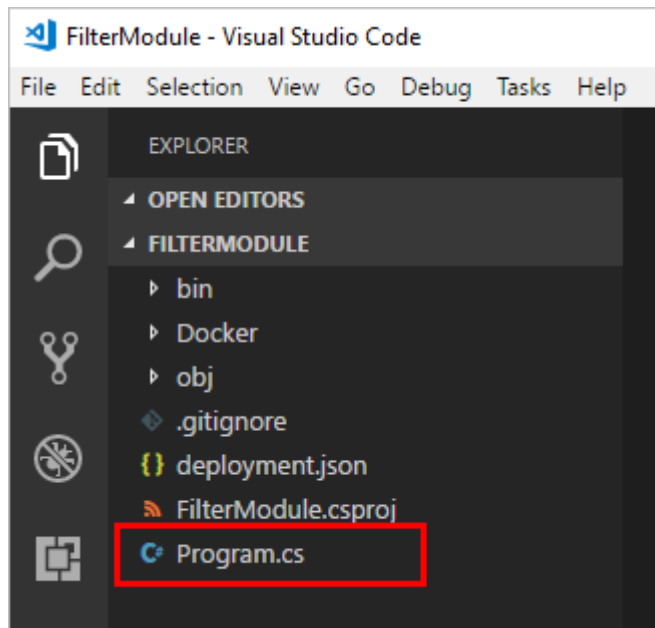 FilterModule - Visual Studio Code
File Edit Selection View Go Debug Tasks Help
EXPLORER
OPEN EDITORS
FILTERMODULE
bin
Docker
obj
.gitignore
{} deployment.json
FilterModule.csproj
C# Program.cs